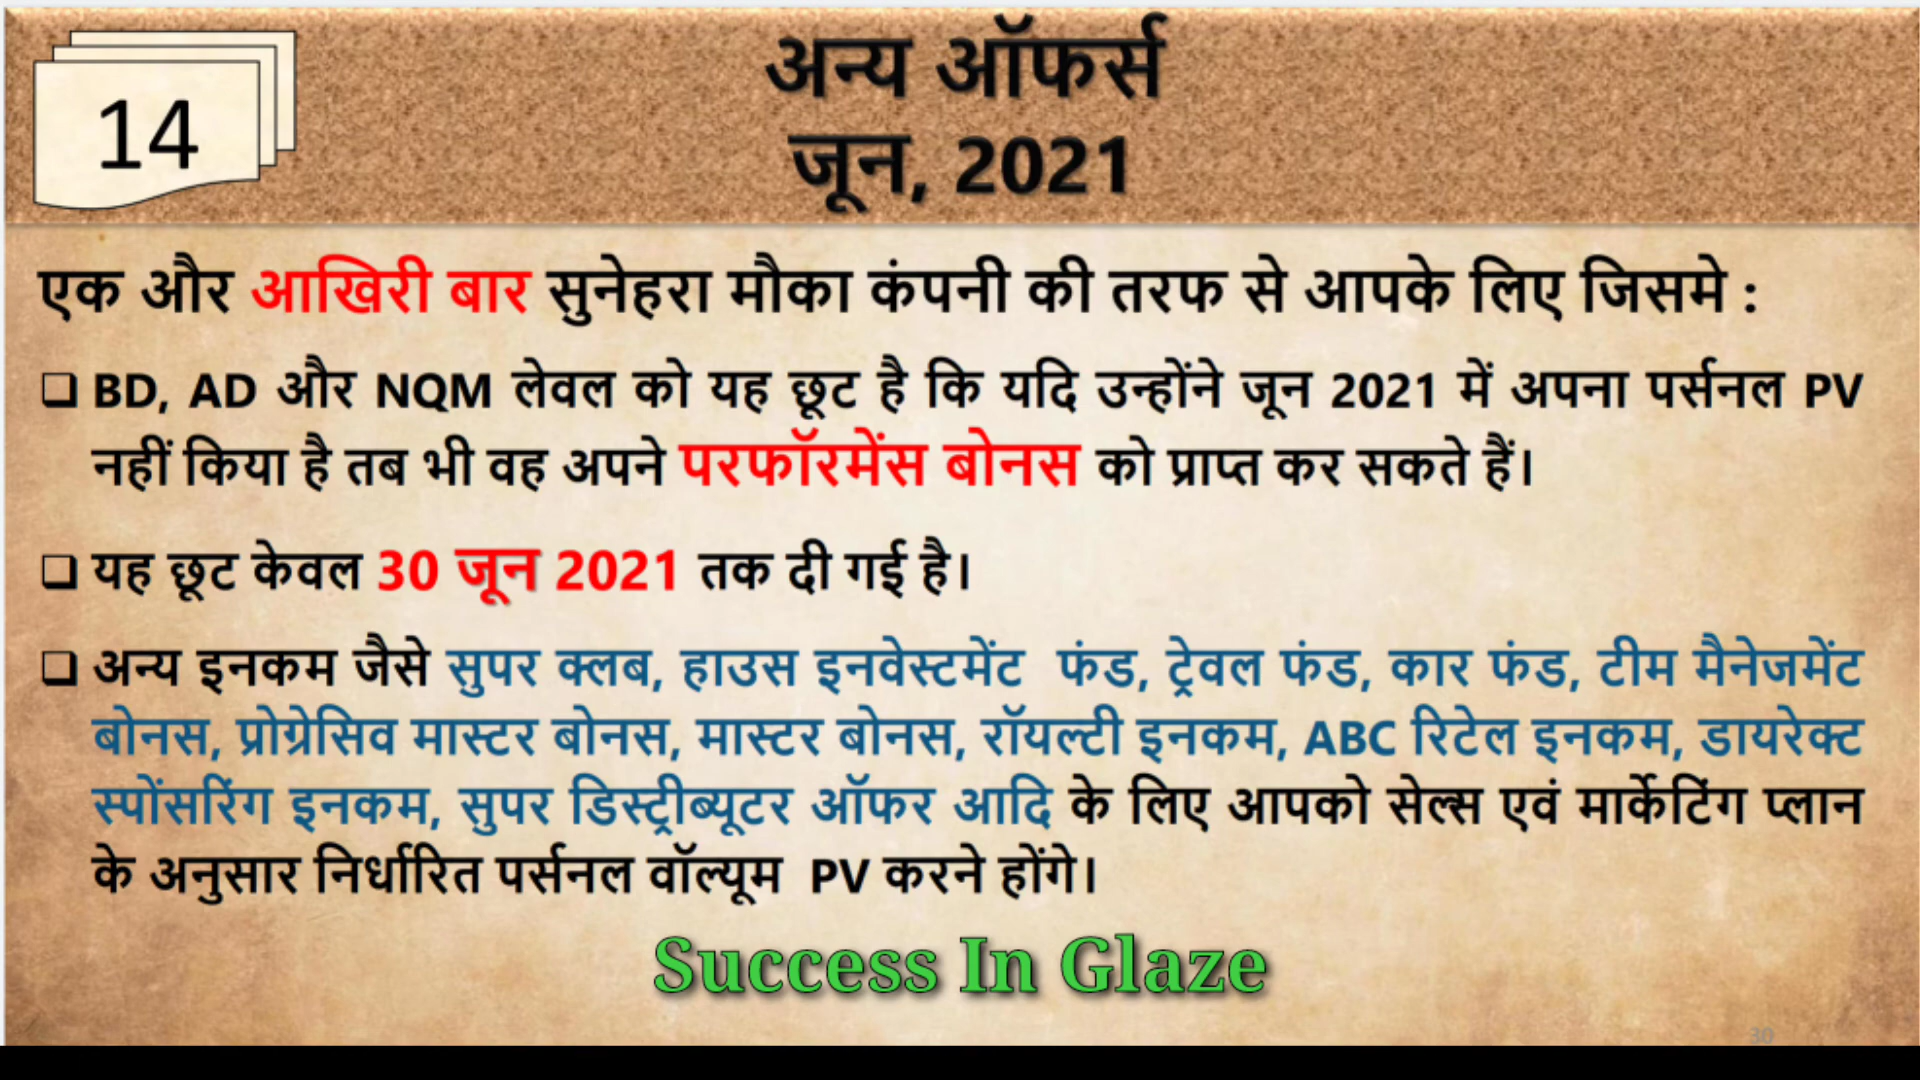 14
अन्य ऑफर्स
जून, 2021
एक और आखिरी बार सुनेहरा मौका कंपनी की तरफ से आपके लिए जिसमे :
❑ BD, AD और NQM लेवल को यह छूट है कि यदि उन्होंने जून 2021 में अपना पर्सनल PV
नहीं किया है तब भी वह अपने परफॉरमेंस बोनस को प्राप्त कर सकते हैं।
❑ यह छूट केवल 30 जून 2021 तक दी गई है।
❑ अन्य इनकम जैसे सुपर क्लब, हाउस इनवेस्टमेंट फंड, ट्रेवल फंड, कार फंड, टीम मैनेजमेंट
बोनस, प्रोग्रेसिव मास्टर बोनस, मास्टर बोनस, रॉयल्टी इनकम, ABC रिटेल इनकम, डायरेक्ट
स्पोंसरिंग इनकम, सुपर डिस्ट्रीब्यूटर ऑफर आदि के लिए आपको सेल्स एवं मार्केटिंग प्लान
के अनुसार निर्धारित पर्सनल वॉल्यूम PV करने होंगे।
Success In Glaze
30